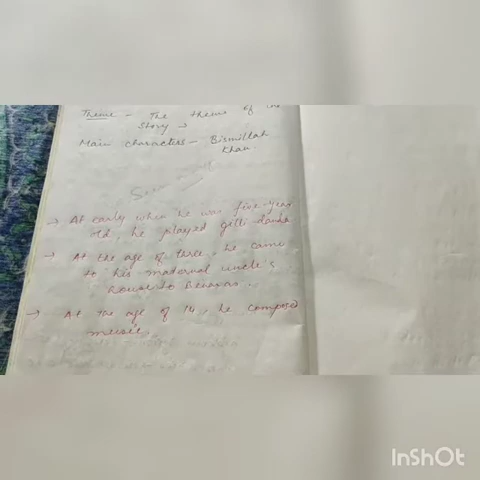 Theme - The theme of the
story →
Main characters - Bismillah
Khan.
→ At early when he was five-year
old, he played gilli-danda
→ At the age of three, he came
to his maternal uncle's
house to Benaras.
→ At the age of 14, he composed
music.
InShOt